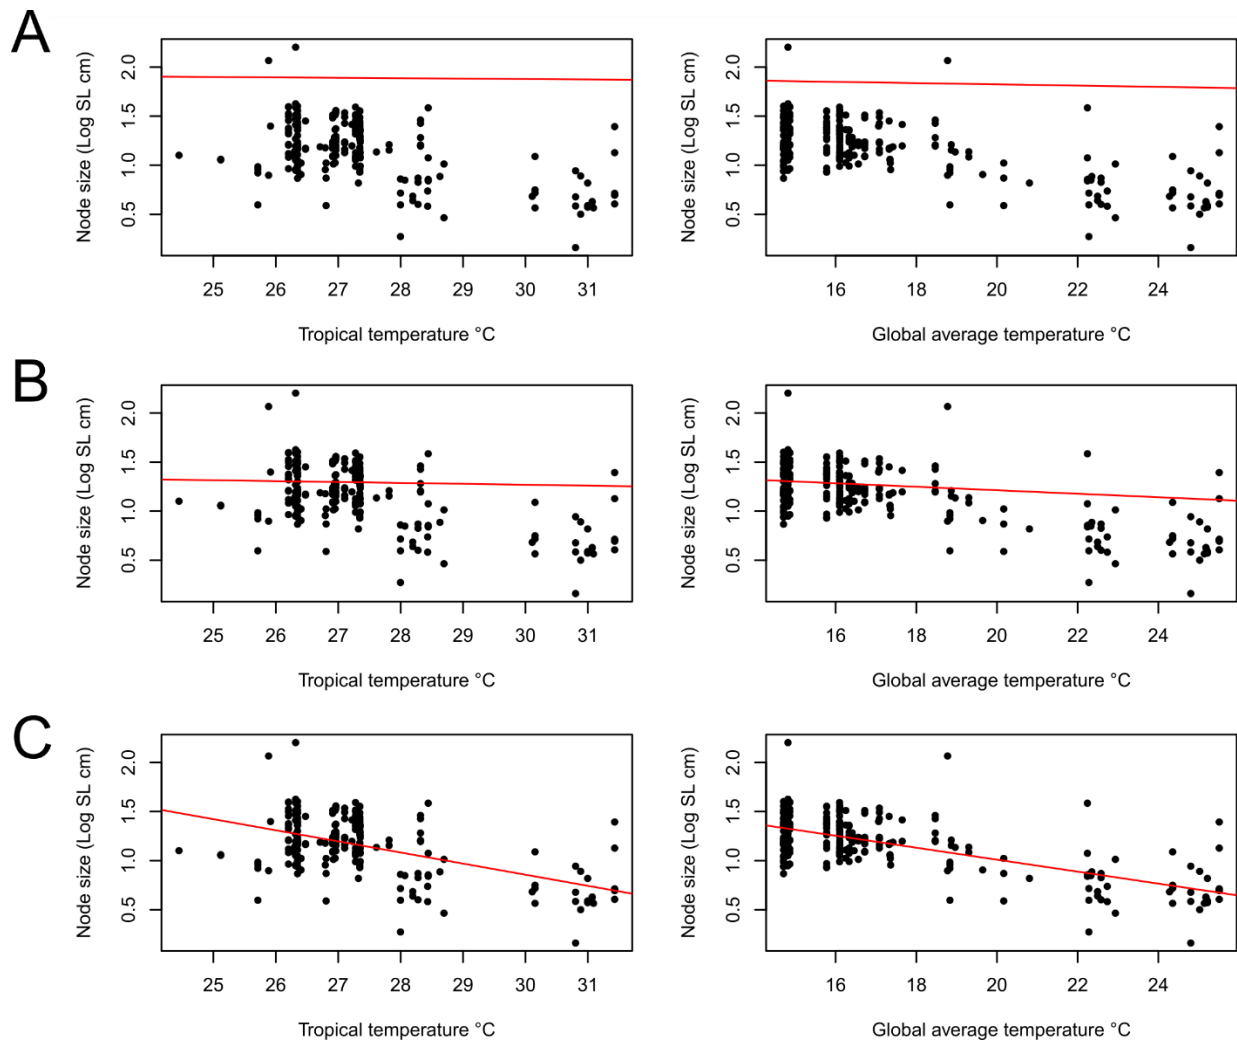 A
Node size (Log SL cm)
0.5 1.0 1.5 2.0
25 26 27 28 29 30 31
Tropical temperature °C
Node size (Log SL cm)
0.5 1.0 1.5 2.0
16 18 20 22 24
Global average temperature °C
B
Node size (Log SL cm)
0.5 1.0 1.5 2.0
25 26 27 28 29 30 31
Tropical temperature °C
Node size (Log SL cm)
0.5 1.0 1.5 2.0
16 18 20 22 24
Global average temperature °C
C
Node size (Log SL cm)
0.5 1.0 1.5 2.0
25 26 27 28 29 30 31
Tropical temperature °C
Node size (Log SL cm)
0.5 1.0 1.5 2.0
16 18 20 22 24
Global average temperature °C